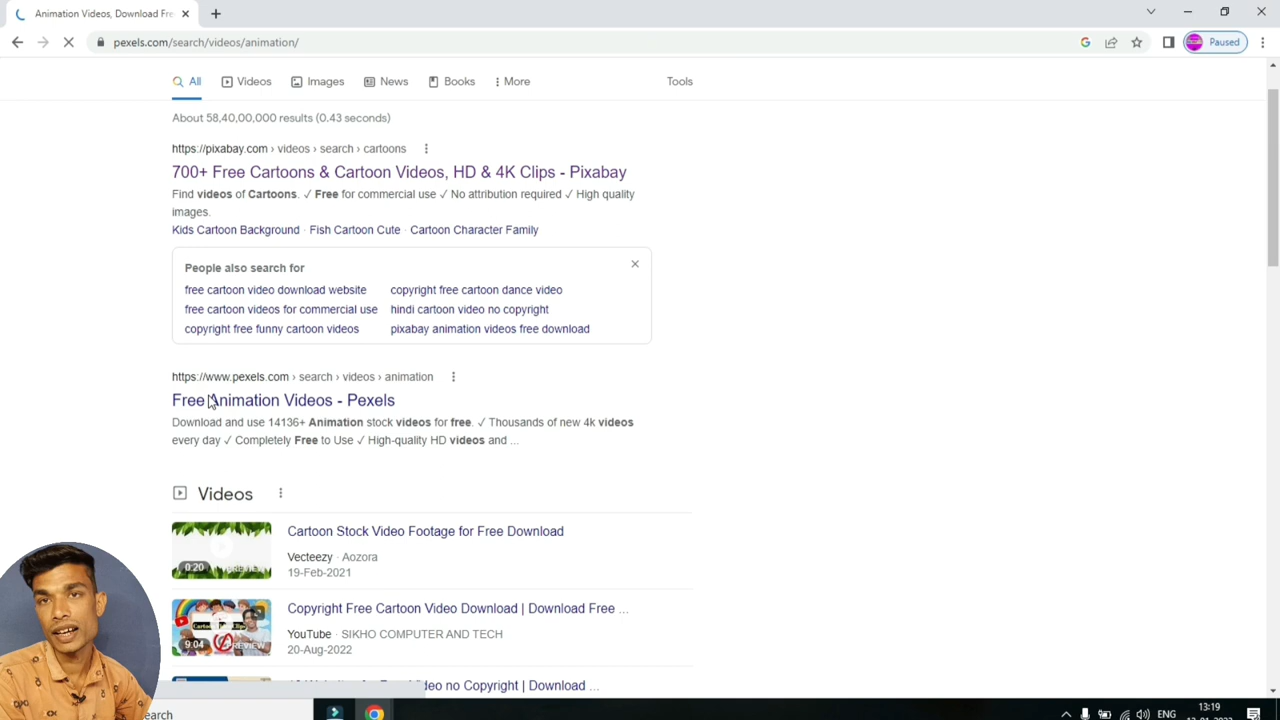 Animation Videos, Download Fre
pexels.com/search/videos/animation/
Paused
All
Videos
Images
News
Books
More
Tools
About 58,40,00,000 results (0.43 seconds)
https://pixabay.com › videos › search › cartoons
700+ Free Cartoons & Cartoon Videos, HD & 4K Clips - Pixabay
Find videos of Cartoons. ✓ Free for commercial use ✓ No attribution required ✓ High quality
images.
Kids Cartoon Background · Fish Cartoon Cute · Cartoon Character Family
People also search for
free cartoon video download website
copyright free cartoon dance video
free cartoon videos for commercial use
hindi cartoon video no copyright
copyright free funny cartoon videos
pixabay animation videos free download
https://www.pexels.com › search › videos › animation
Free Animation Videos - Pexels
Download and use 14136+ Animation stock videos for free. ✓ Thousands of new 4k videos
every day ✓ Completely Free to Use ✓ High-quality HD videos and ...
Videos
0:20
PREVIEW
Cartoon Stock Video Footage for Free Download
Vecteezy · Aozora
19-Feb-2021
9:04
PREVIEW
Copyright Free Cartoon Video Download | Download Free ...
YouTube · SIKHO COMPUTER AND TECH
20-Aug-2022
Video no Copyright | Download ...
earch
ENG
13:19